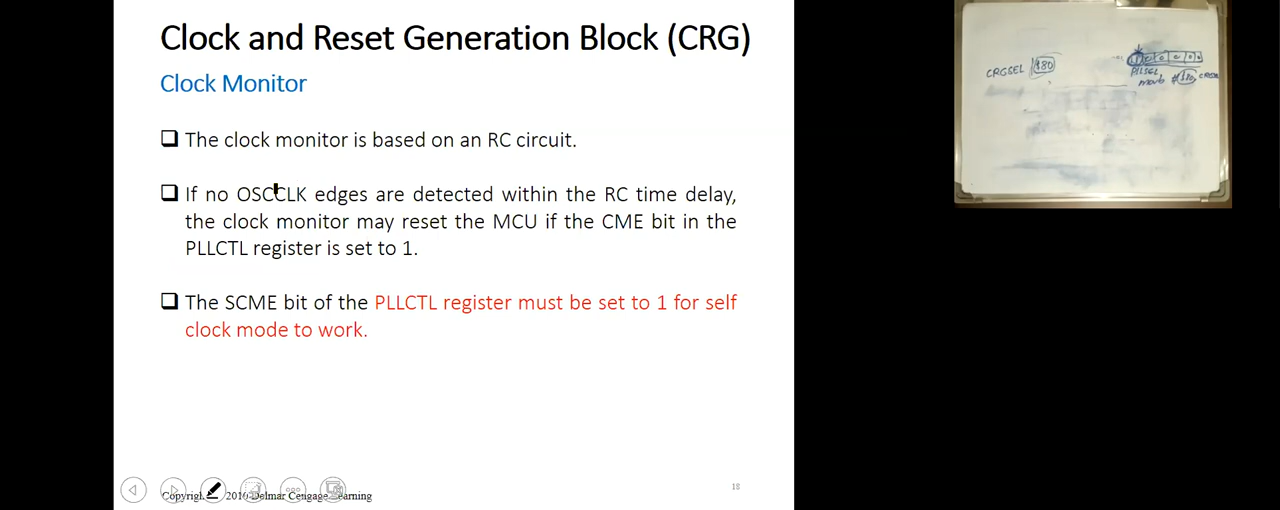 Clock and Reset Generation Block (CRG)
Clock Monitor
The clock monitor is based on an RC circuit.
If no OSCCLK edges are detected within the RC time delay,
the clock monitor may reset the MCU if the CME bit in the
PLLCTL register is set to 1.
The SCME bit of the PLLCTL register must be set to 1 for self
clock mode to work.
2010 Delmar Cengage Learning
18
$80